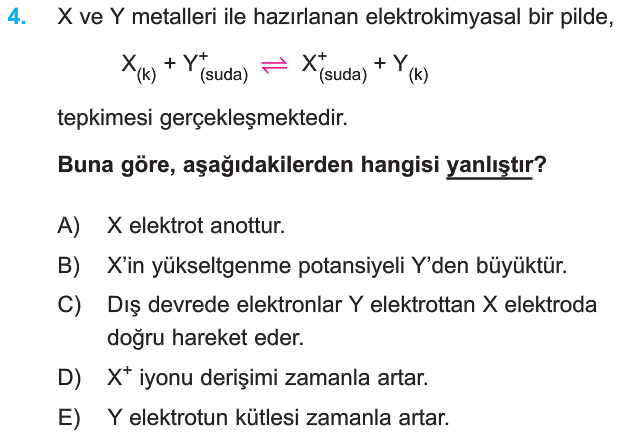 4. X ve Y metalleri ile hazırlanan elektrokimyasal bir pilde,
X(k) + Y⁺(suda) ⇌ X⁺(suda) + Y(k)
tepkimesi gerçekleşmektedir.
Buna göre, aşağıdakilerden hangisi yanlıştır?
A) X elektrot anottur.
B) X’in yükseltgenme potansiyeli Y’den büyüktür.
C) Dış devrede elektronlar Y elektrottan X elektroda
doğru hareket eder.
D) X⁺ iyonu derişimi zamanla artar.
E) Y elektrotun kütlesi zamanla artar.